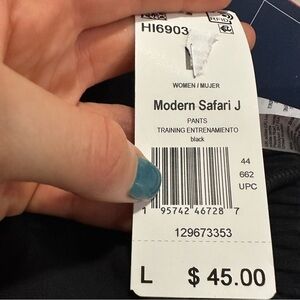 HI6903
WOMEN / MUJER
Modern Safari J
PANTS
TRAINING ENTRENAMIENTO
black
44
662
UPC
1 95742 46728 7
129673353
L $ 45.00